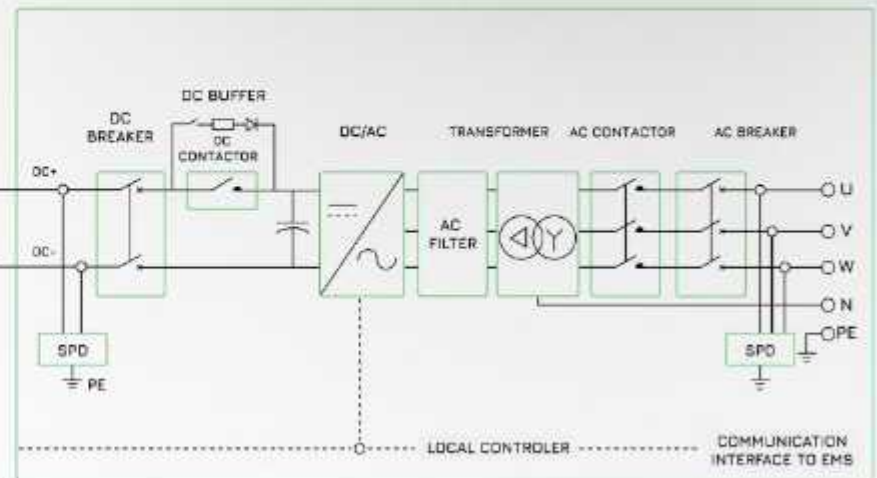 DC BUFFER
DC
BREAKER
DC
CONTACTOR
DC/AC
TRANSFORMER
AC CONTACTOR
AC BREAKER
DC+
DC-
AC
FILTER
Y
U
V
W
N
PE
SPD
PE
SPD
LOCAL CONTROLER
COMMUNICATION
INTERFACE TO EMS